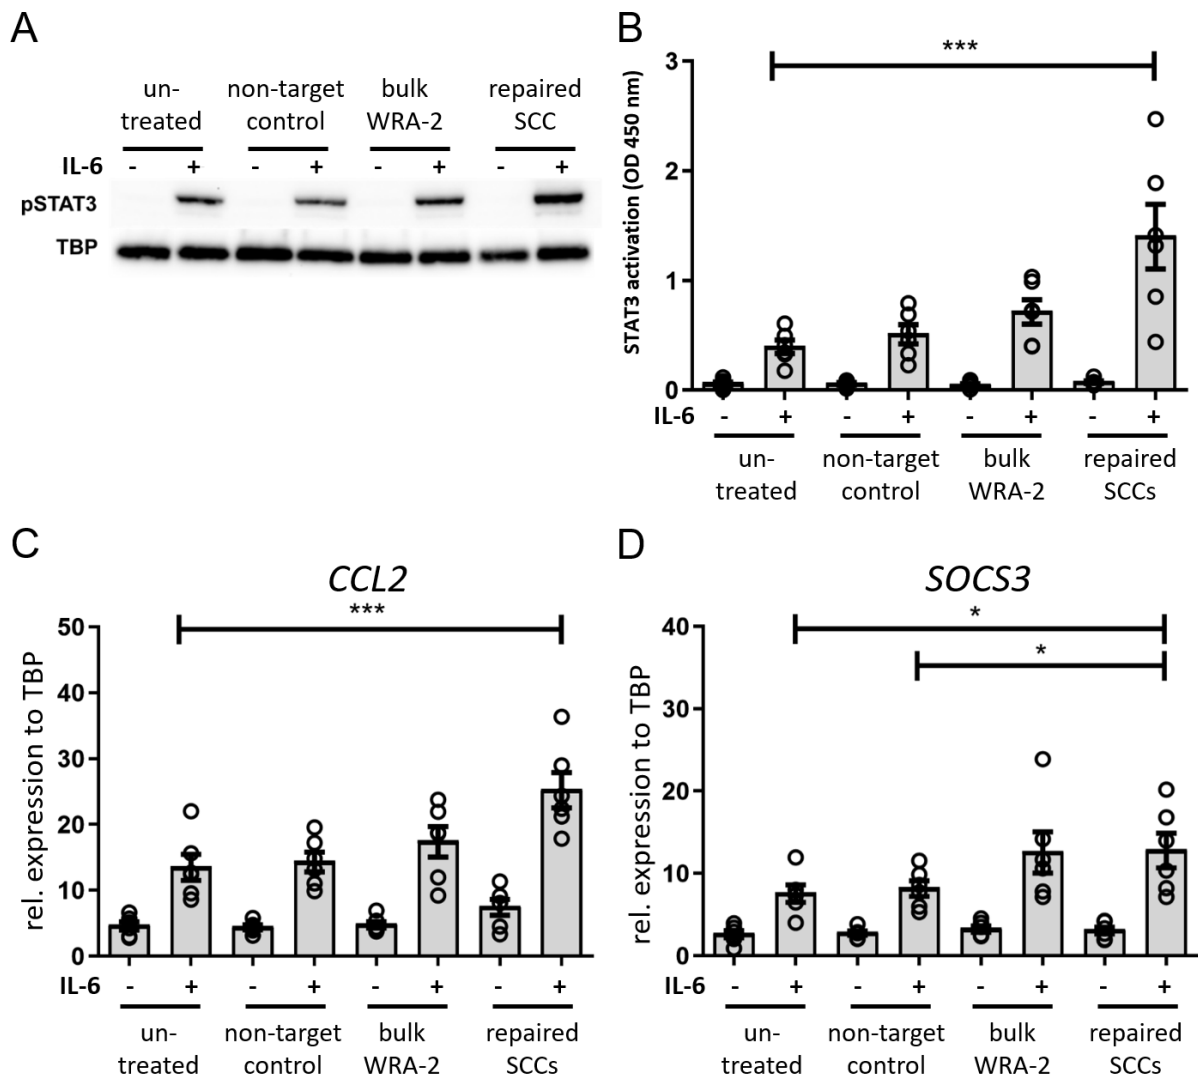 A
un-
treated
non-target
control
bulk
WRA-2
repaired
SCC
IL-6 - + - + - + - +
pSTAT3
TBP
B
***
STAT3 activation (OD 450 nm)
3
2
1
0
IL-6 - + - + - + - +
un-
treated
non-target
control
bulk
WRA-2
repaired
SCCs
C
CCL2
***
rel. expression to TBP
50
40
30
20
10
0
IL-6 - + - + - + - +
un-
treated
non-target
control
bulk
WRA-2
repaired
SCCs
D
SOCS3
*
*
rel. expression to TBP
40
30
20
10
0
IL-6 - + - + - + - +
un-
treated
non-target
control
bulk
WRA-2
repaired
SCCs